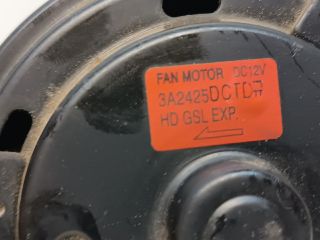 FAN MOTOR DC12V
3A2425DCTD
HD GSL EXP.